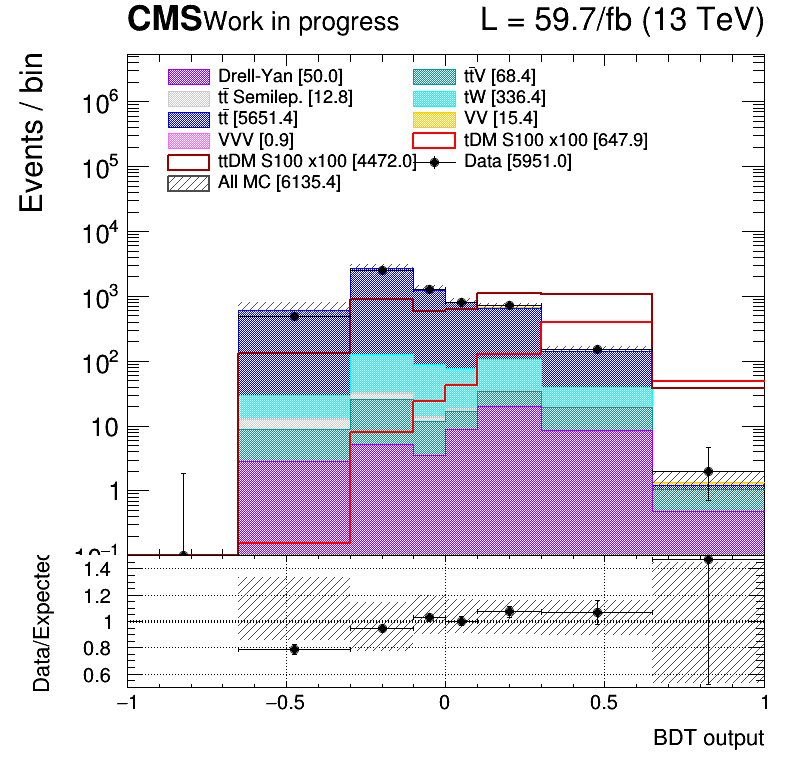 CMS Work in progress L = 59.7/fb (13 TeV)
Events / bin
Drell-Yan [50.0] tt̄V [68.4]
tt̄ Semilep. [12.8] tW [336.4]
tt̄ [5651.4] VV [15.4]
VVV [0.9] tDM S100 x100 [647.9]
ttDM S100 x100 [4472.0] Data [5951.0]
All MC [6135.4]
10⁶
10⁵
10⁴
10³
10²
10
1
10⁻¹
Data/Expected
1.4
1.2
1
0.8
0.6
−1 −0.5 0 0.5 1
BDT output